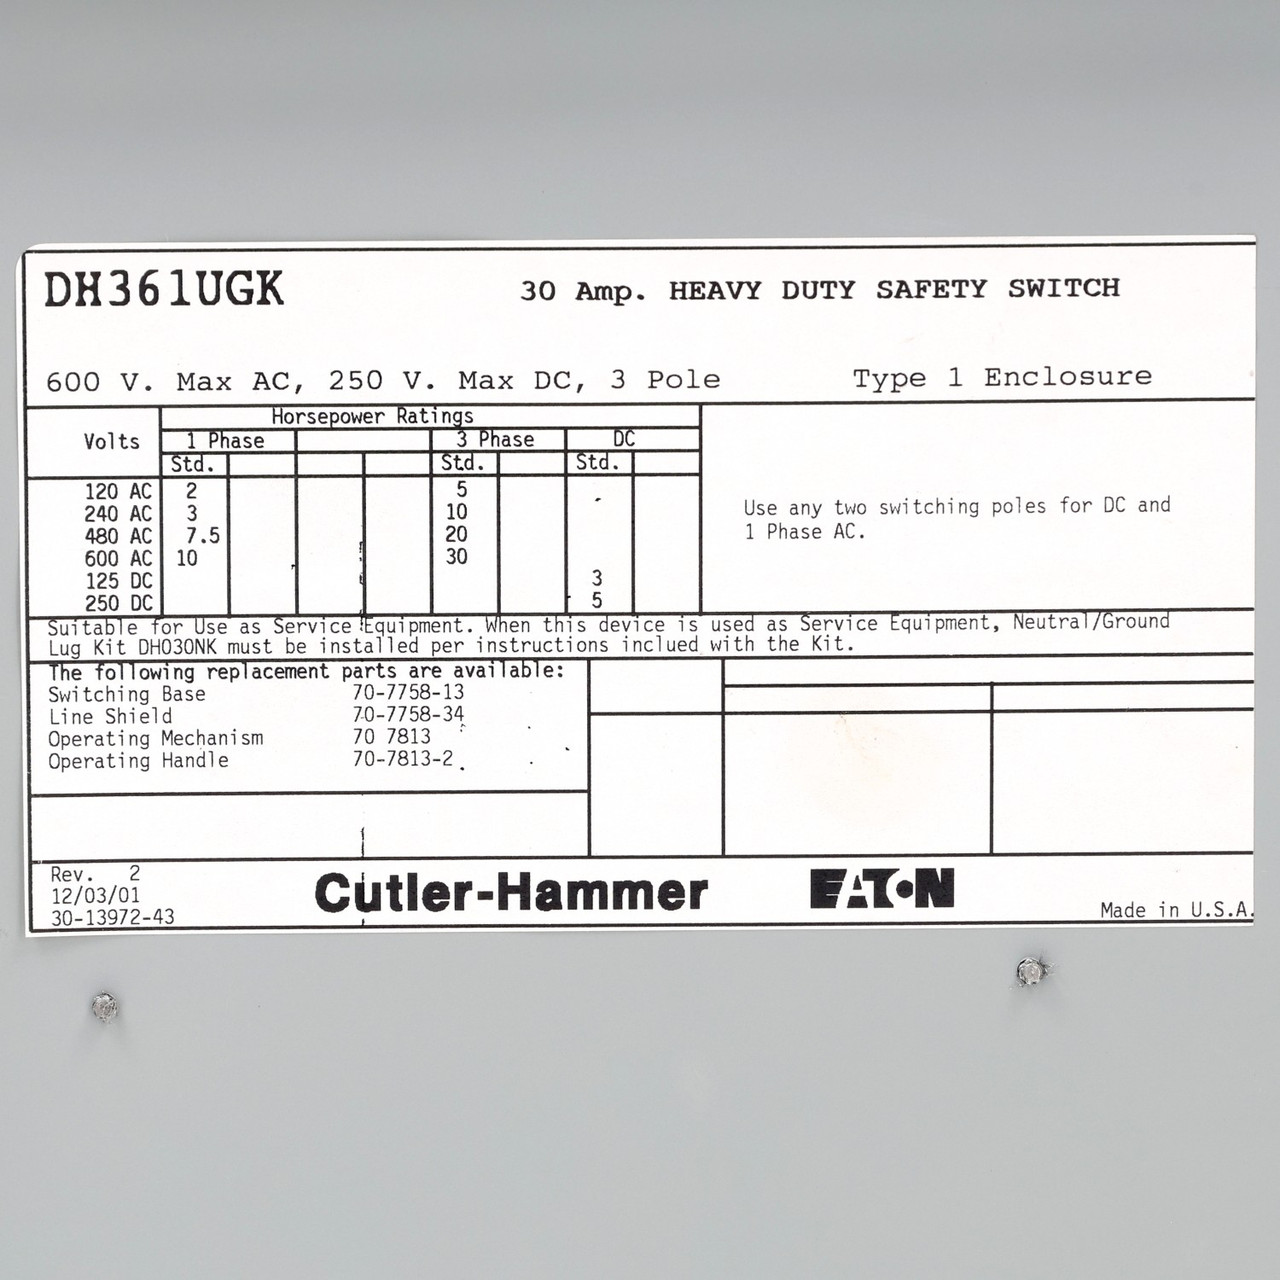 DH361UGK 30 Amp. HEAVY DUTY SAFETY SWITCH
600 V. Max AC, 250 V. Max DC, 3 Pole Type 1 Enclosure
Horsepower Ratings
Volts 1 Phase 3 Phase DC
Std. Std. Std.
120 AC 2 5
240 AC 3 10
480 AC 7.5 20
600 AC 10 30
125 DC 3
250 DC 5
Use any two switching poles for DC and
1 Phase AC.
Suitable for Use as Service Equipment. When this device is used as Service Equipment, Neutral/Ground
Lug Kit DH030NK must be installed per instructions inclued with the Kit.
The following replacement parts are available:
Switching Base 70-7758-13
Line Shield 70-7758-34
Operating Mechanism 70 7813
Operating Handle 70-7813-2
Rev. 2
12/03/01
30-13972-43
Cutler-Hammer
EATON
Made in U.S.A.